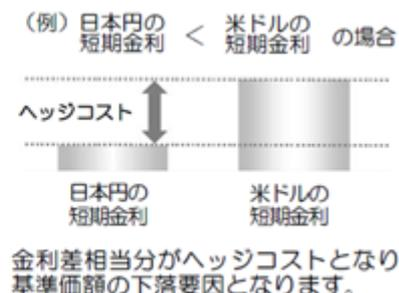 （例）日本円の短期金利 ＜ 米ドルの短期金利 の場合
ヘッジコスト
日本円の
短期金利
米ドルの
短期金利
金利差相当分がヘッジコストとなり
基準価額の下落要因となります。